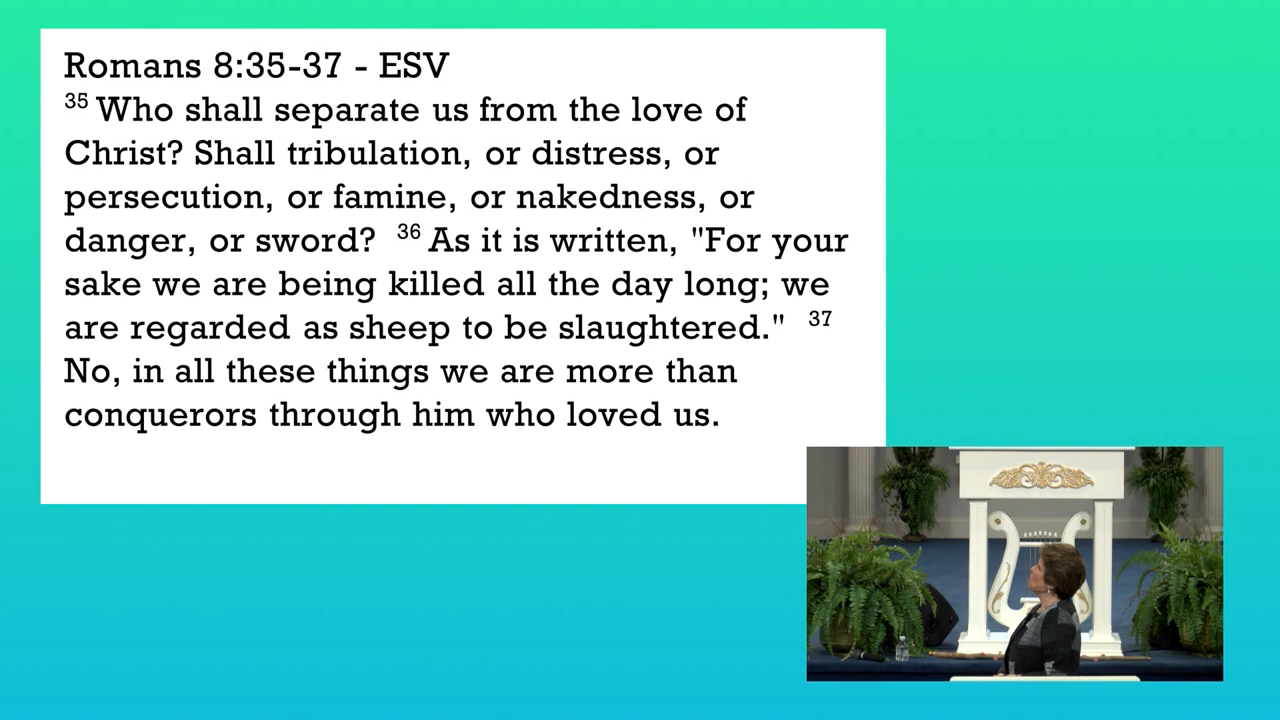 Romans 8:35-37 - ESV
35 Who shall separate us from the love of
Christ? Shall tribulation, or distress, or
persecution, or famine, or nakedness, or
danger, or sword? 36 As it is written, "For your
sake we are being killed all the day long; we
are regarded as sheep to be slaughtered." 37
No, in all these things we are more than
conquerors through him who loved us.